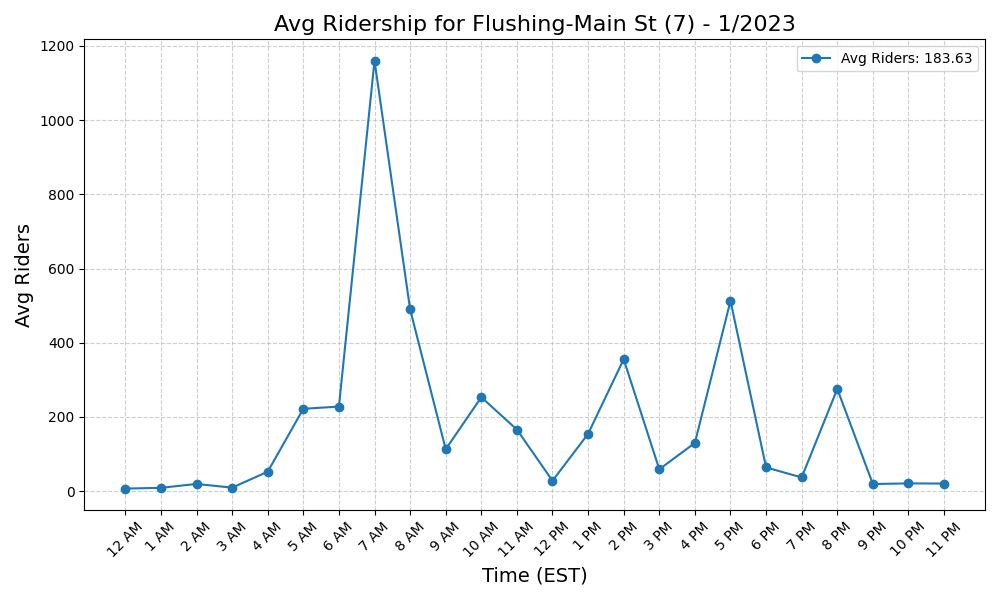 Avg Ridership for Flushing-Main St (7) - 1/2023
Avg Riders: 183.63
1200
1000
800
600
400
200
0
Avg Riders
12 AM
1 AM
2 AM
3 AM
4 AM
5 AM
6 AM
7 AM
8 AM
9 AM
10 AM
11 AM
12 PM
1 PM
2 PM
3 PM
4 PM
5 PM
6 PM
7 PM
8 PM
9 PM
10 PM
11 PM
Time (EST)